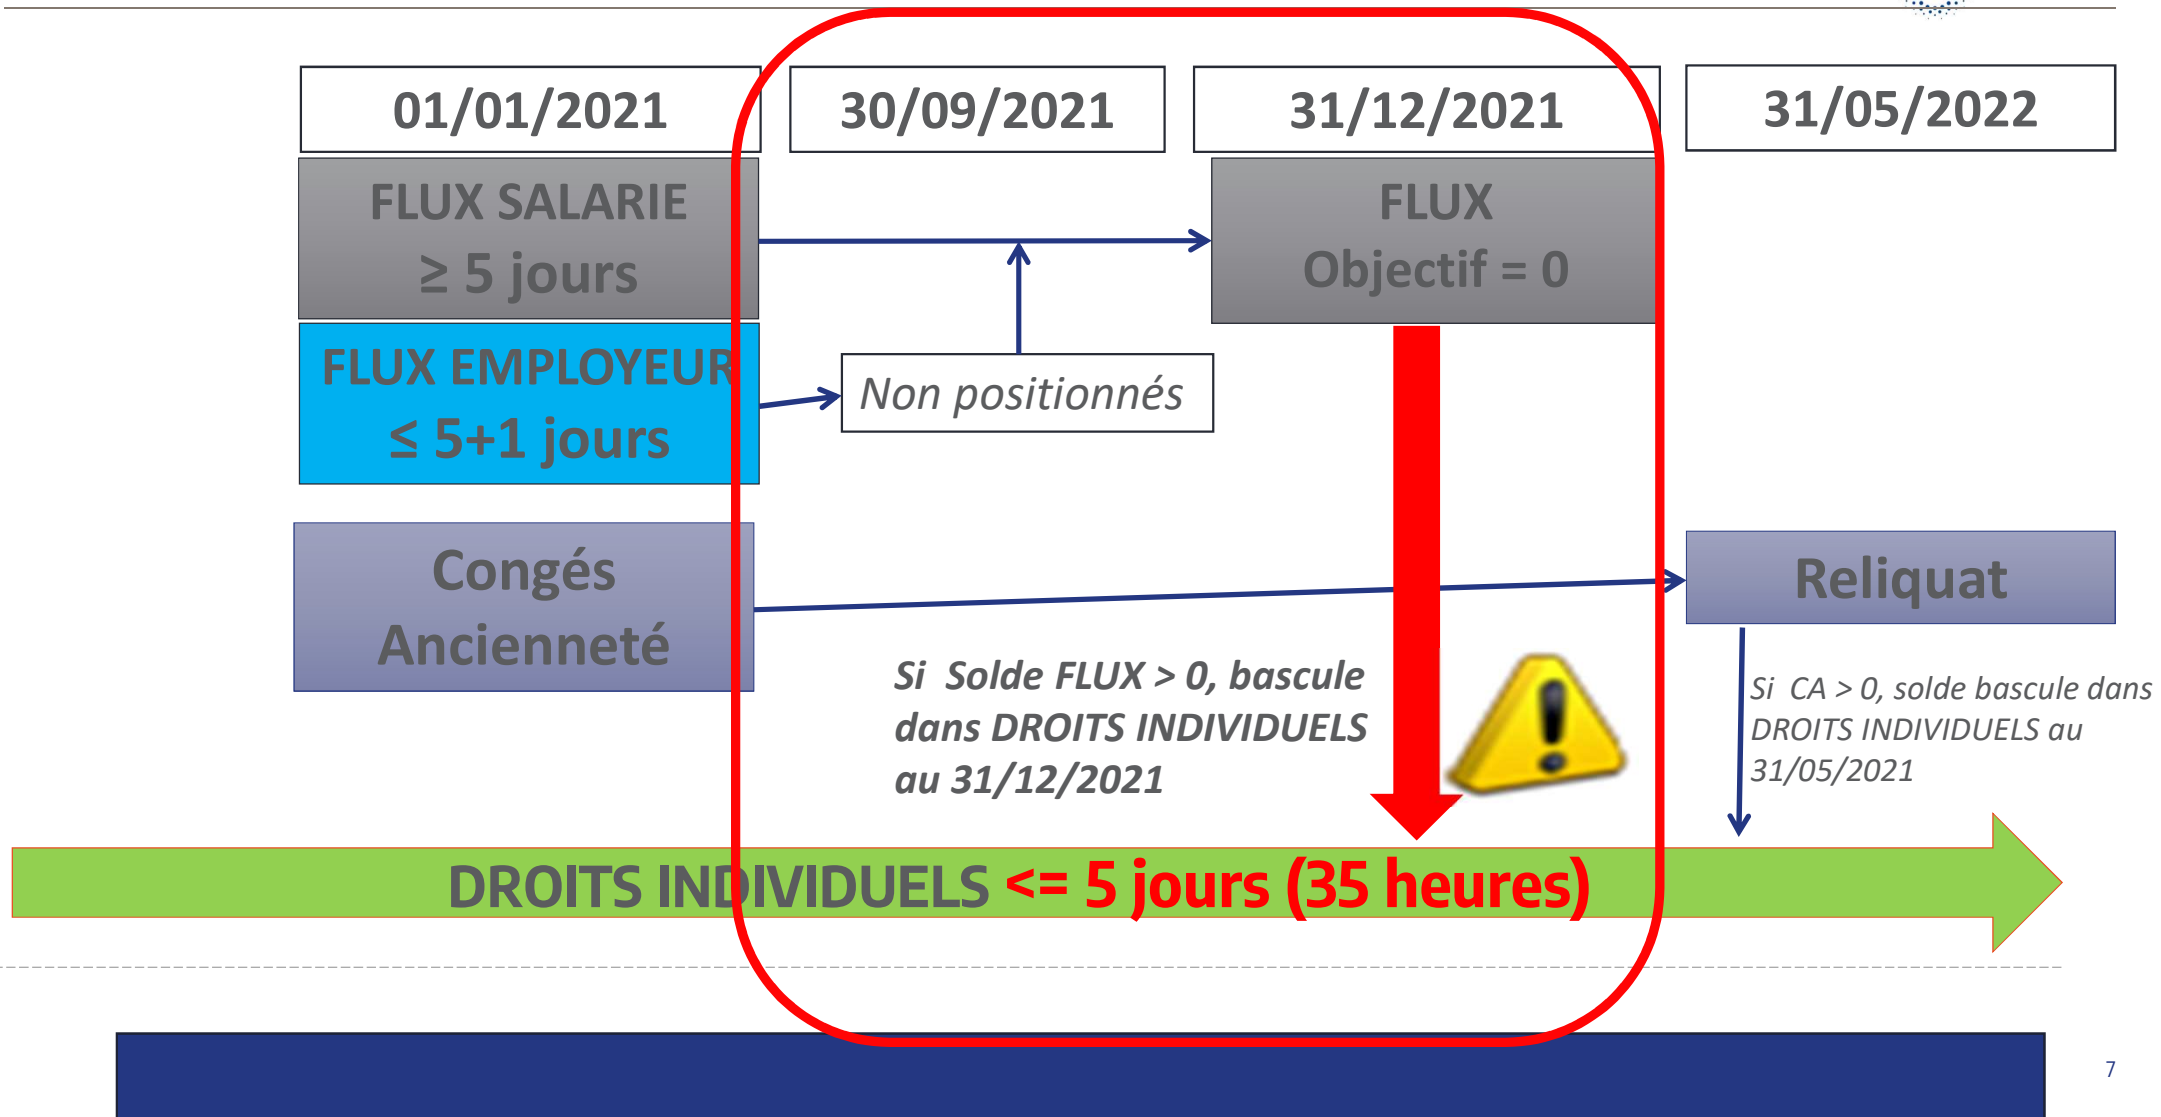 01/01/2021
30/09/2021
31/12/2021
31/05/2022
FLUX SALARIE
≥ 5 jours
FLUX
Objectif = 0
FLUX EMPLOYEUR
≤ 5+1 jours
Non positionnés
Congés
Ancienneté
Reliquat
Si Solde FLUX > 0, bascule
dans DROITS INDIVIDUELS
au 31/12/2021
Si CA > 0, solde bascule dans
DROITS INDIVIDUELS au
31/05/2021
DROITS INDIVIDUELS <= 5 jours (35 heures)
7